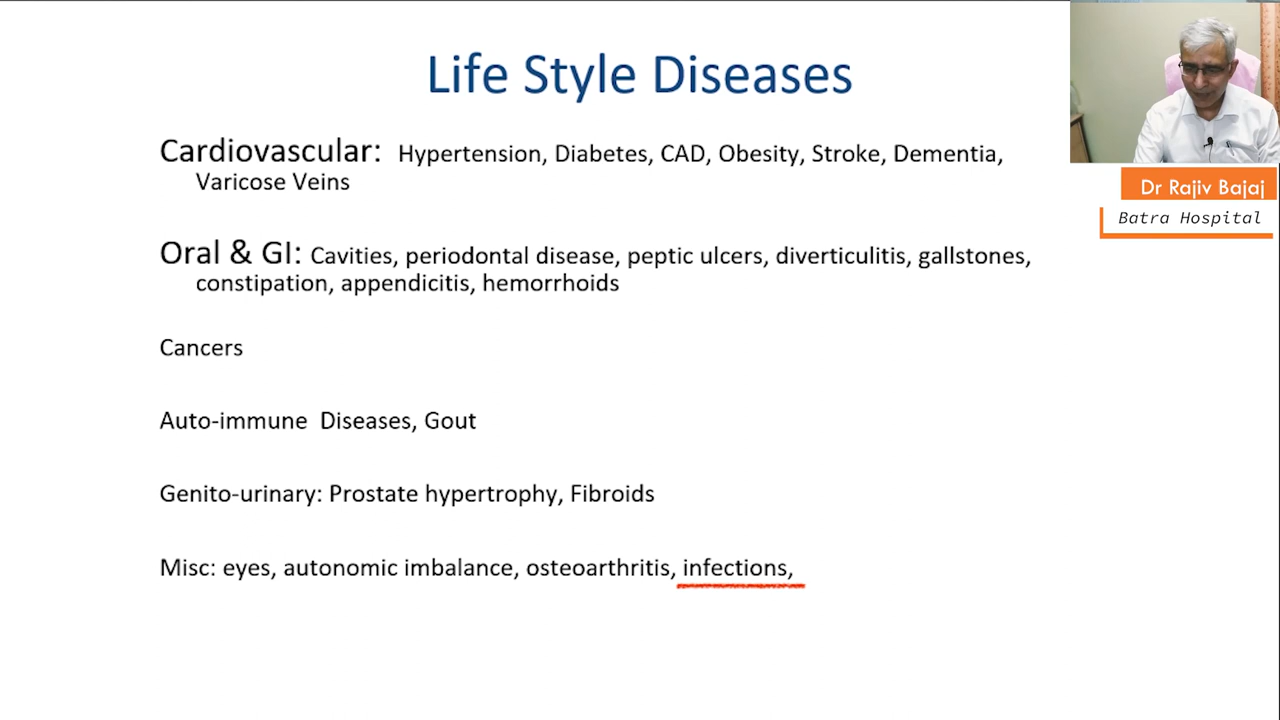 Life Style Diseases
Cardiovascular: Hypertension, Diabetes, CAD, Obesity, Stroke, Dementia,
Varicose Veins
Oral & GI: Cavities, periodontal disease, peptic ulcers, diverticulitis, gallstones,
constipation, appendicitis, hemorrhoids
Cancers
Auto-immune Diseases, Gout
Genito-urinary: Prostate hypertrophy, Fibroids
Misc: eyes, autonomic imbalance, osteoarthritis, infections,
Dr Rajiv Bajaj
Batra Hospital